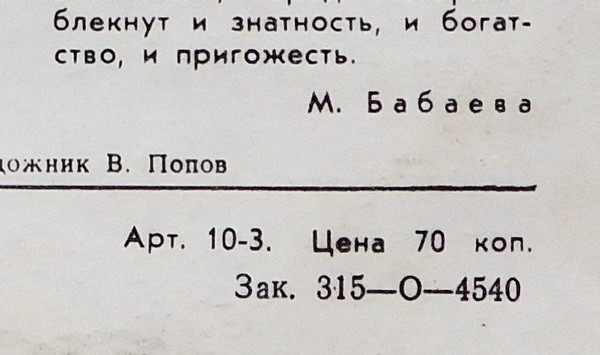 блекнут и знатность, и богат-
ство, и пригожесть.
М. Бабаева
дожник В. Попов
Арт. 10-3. Цена 70 коп.
Зак. 315—О—4540